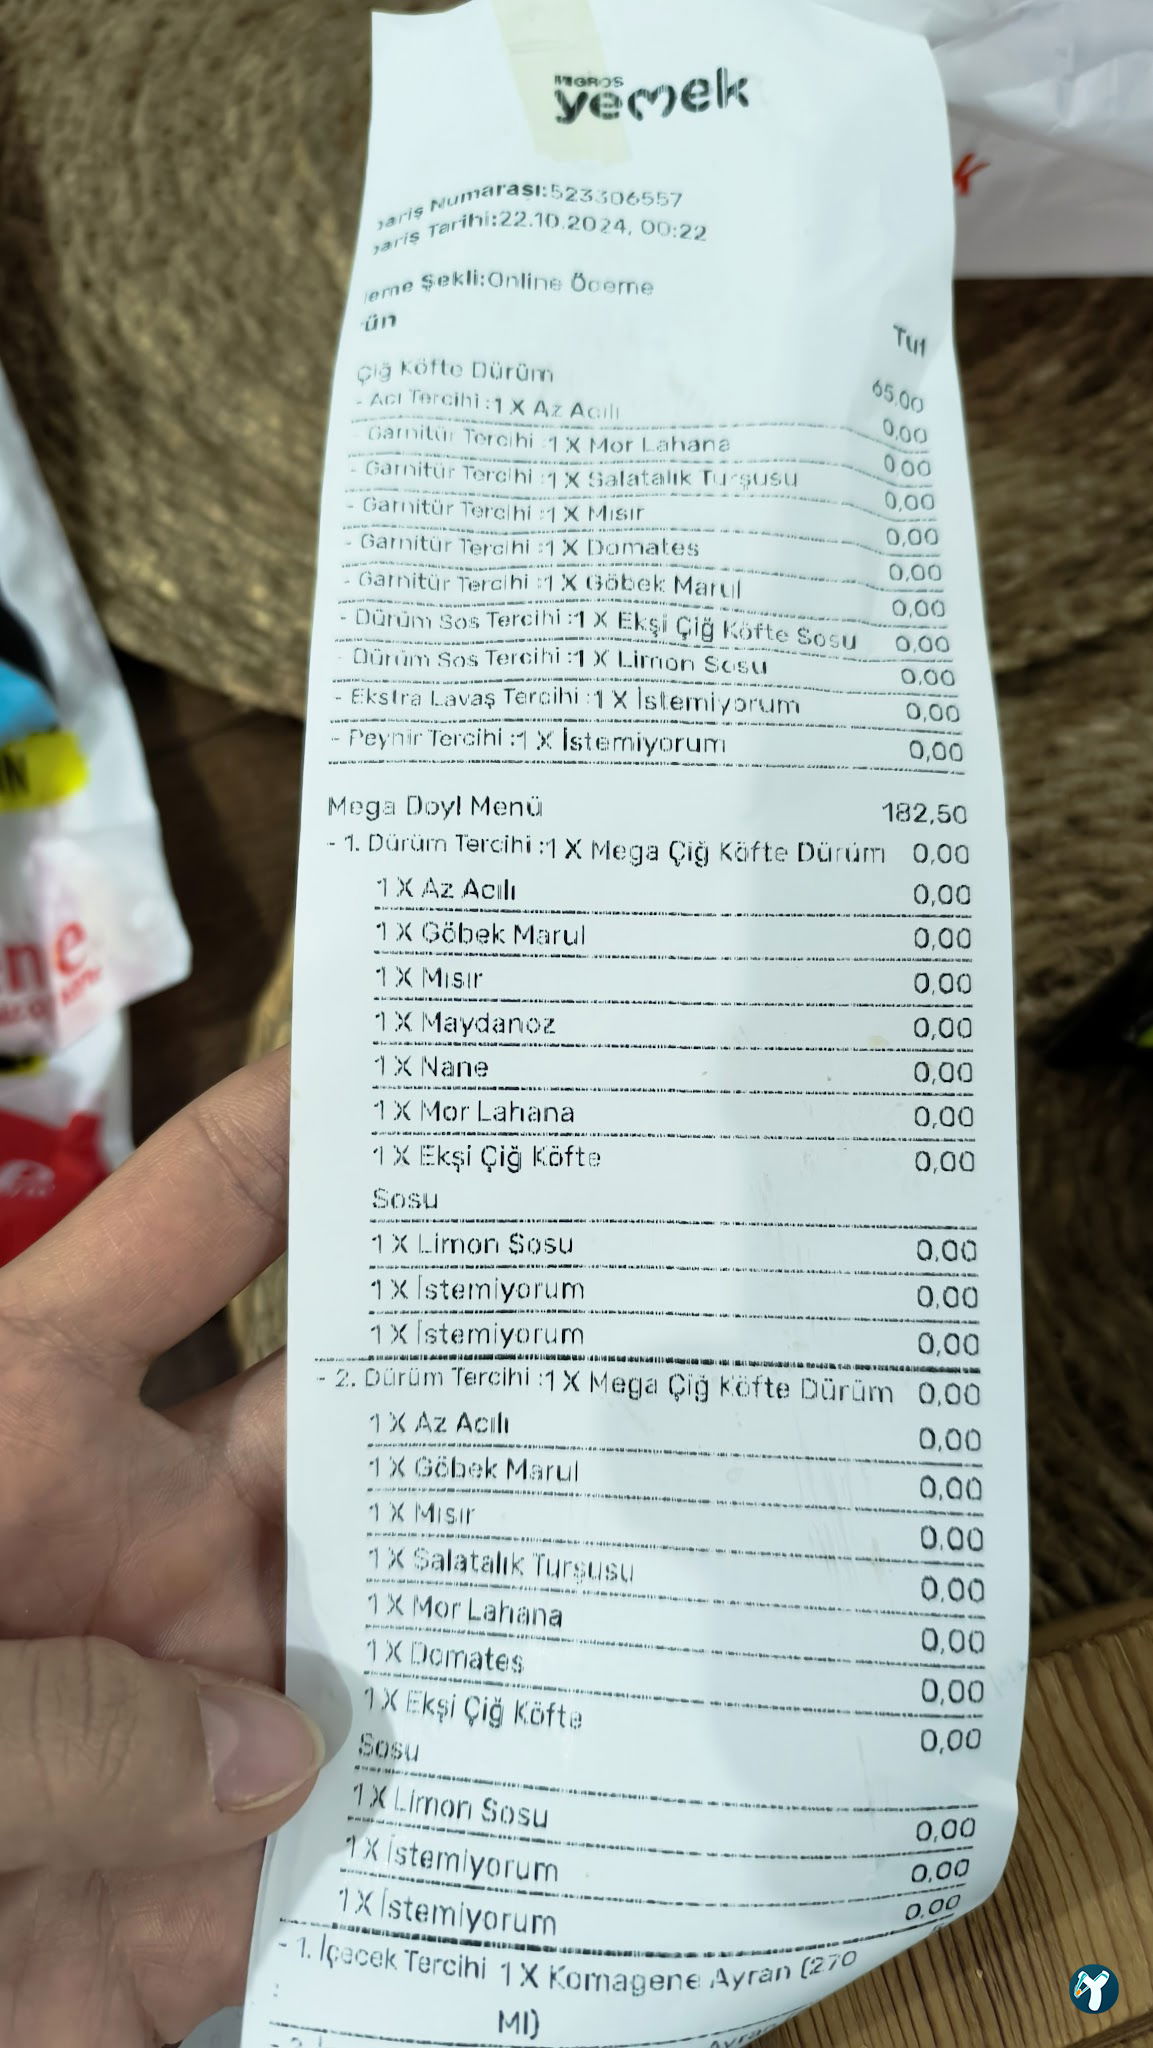 MIGROS
yemek
pariş Numarası:523306557
pariş Tarihi:22.10.2024, 00:22
eme Şekli:Online Ödeme
ün Tut
Çiğ Köfte Dürüm 65,00
- Acı Tercihi :1 X Az Acılı 0,00
- Garnitür Tercihi :1 X Mor Lahana 0,00
- Garnitür Tercihi :1 X Salatalık Turşusu 0,00
- Garnitür Tercihi :1 X Mısır 0,00
- Garnitür Tercihi :1 X Domates 0,00
- Garnitür Tercihi :1 X Göbek Marul 0,00
- Dürüm Sos Tercihi :1 X Ekşi Çiğ Köfte Sosu 0,00
- Dürüm Sos Tercihi :1 X Limon Sosu 0,00
- Ekstra Lavaş Tercihi :1 X İstemiyorum 0,00
- Peynir Tercihi :1 X İstemiyorum 0,00
Mega Doyl Menü 182,50
- 1. Dürüm Tercihi :1 X Mega Çiğ Köfte Dürüm 0,00
1 X Az Acılı 0,00
1 X Göbek Marul 0,00
1 X Mısır 0,00
1 X Maydanoz 0,00
1 X Nane 0,00
1 X Mor Lahana 0,00
1 X Ekşi Çiğ Köfte 0,00
Sosu
1 X Limon Sosu 0,00
1 X İstemiyorum 0,00
1 X İstemiyorum 0,00
- 2. Dürüm Tercihi :1 X Mega Çiğ Köfte Dürüm 0,00
1 X Az Acılı 0,00
1 X Göbek Marul 0,00
1 X Mısır 0,00
1 X Salatalık Turşusu 0,00
1 X Mor Lahana 0,00
1 X Domates 0,00
1 X Ekşi Çiğ Köfte 0,00
Sosu
1 X Limon Sosu 0,00
1 X İstemiyorum 0,00
1 X İstemiyorum 0,00
- 1. İçecek Tercihi 1 X Komagene Ayran (270
:
Ml)
Ayran
ne